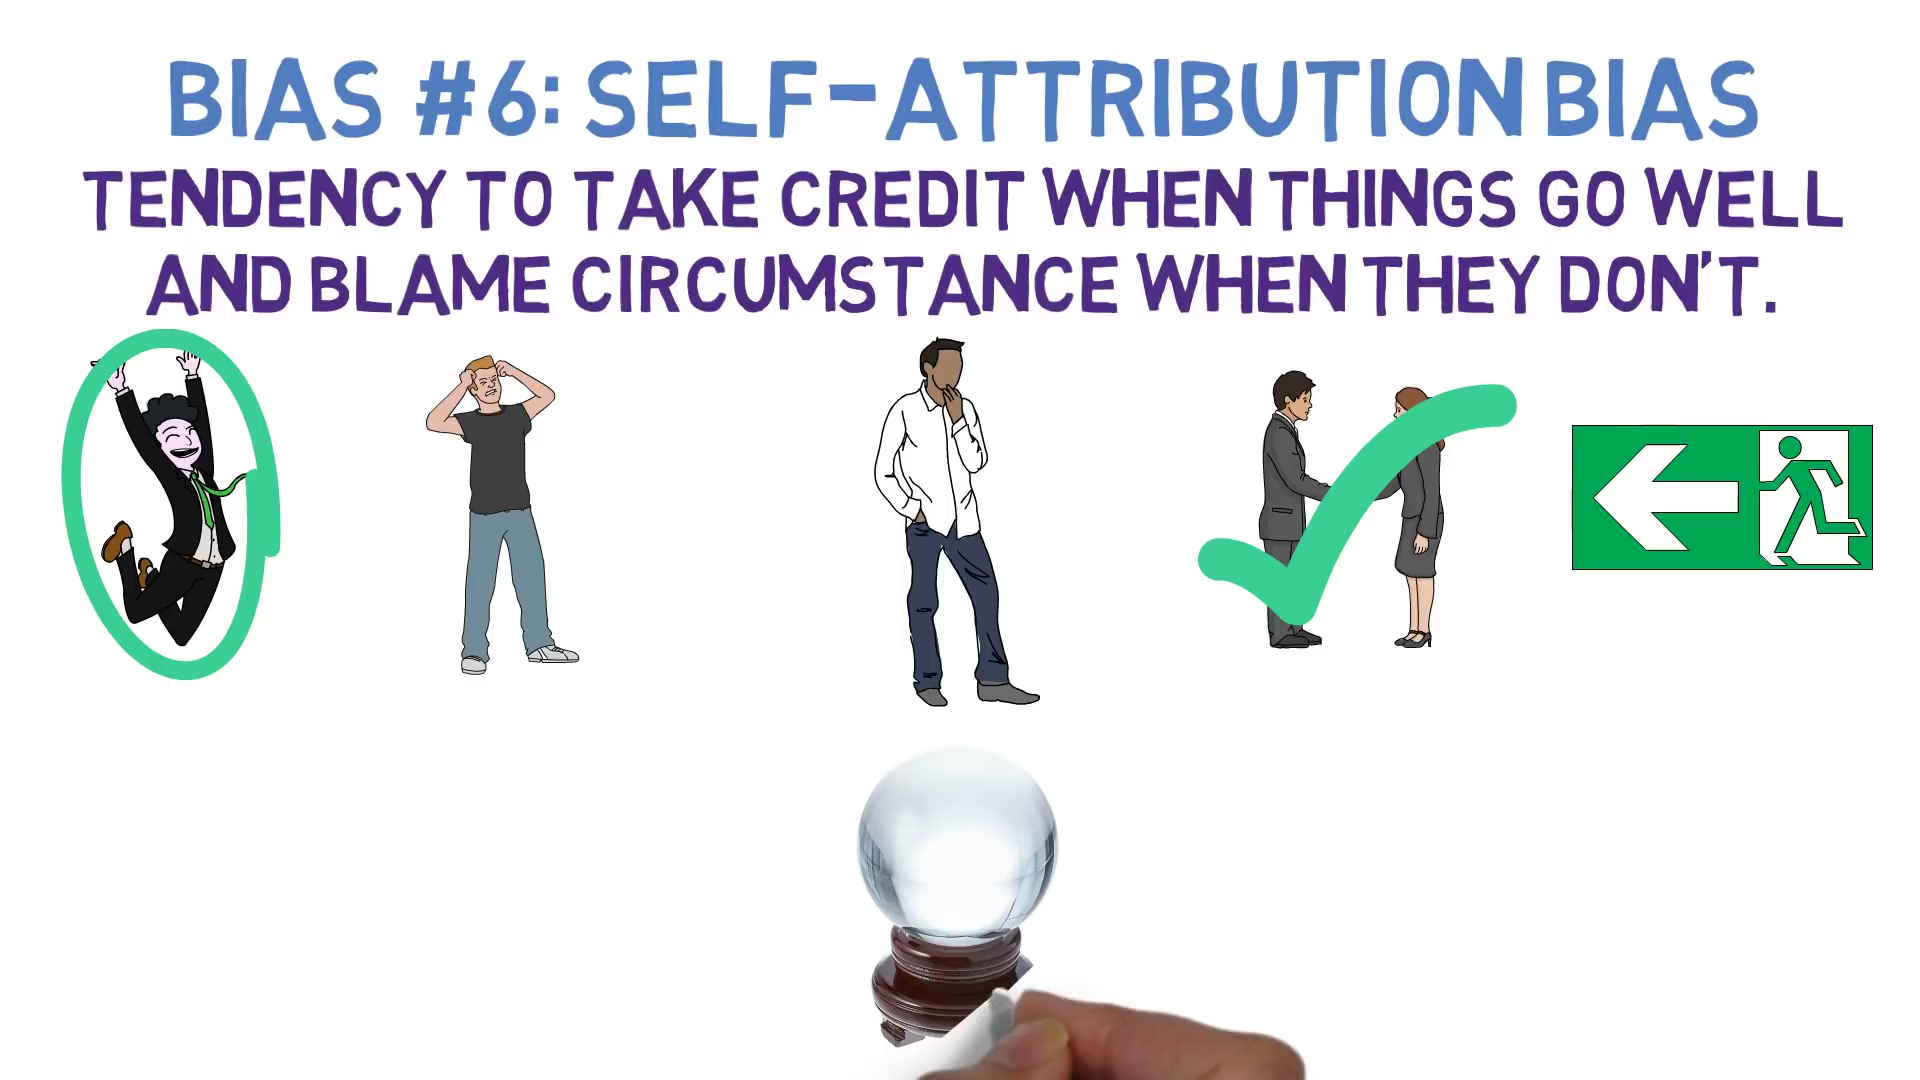 BIAS #6: SELF-ATTRIBUTION BIAS
TENDENCY TO TAKE CREDIT WHEN THINGS GO WELL
AND BLAME CIRCUMSTANCE WHEN THEY DON'T.